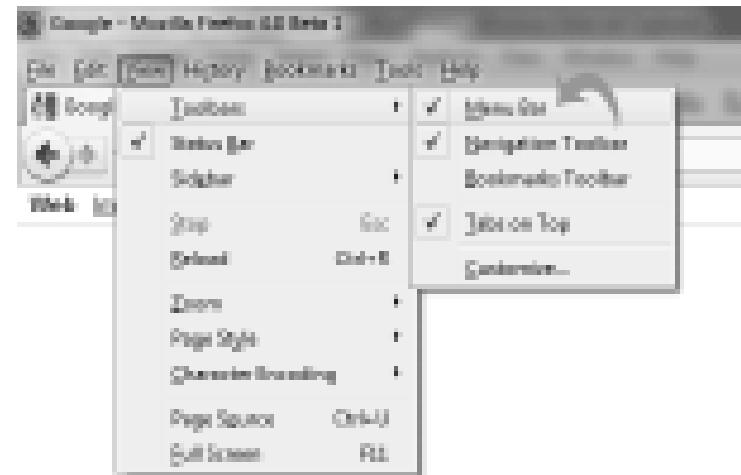 Google - Mozilla Firefox 4.0 Beta 1
File Edit View History Bookmarks Tools Help
Googl
Toolbars
Status Bar
Sidebar
Stop Esc
Reload Ctrl+R
Zoom
Page Style
Character Encoding
Page Source Ctrl+U
Full Screen F11
Menu Bar
Navigation Toolbar
Bookmarks Toolbar
Tabs on Top
Customize...
Web